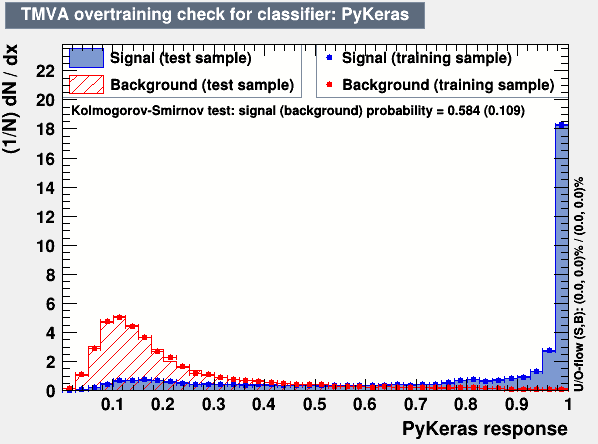 TMVA overtraining check for classifier: PyKeras
(1/N) dN / dx
Signal (test sample)
Background (test sample)
Signal (training sample)
Background (training sample)
Kolmogorov-Smirnov test: signal (background) probability = 0.584 (0.109)
22
20
18
16
14
12
10
8
6
4
2
0
0.1 0.2 0.3 0.4 0.5 0.6 0.7 0.8 0.9 1
PyKeras response
U/O-flow (S,B): (0.0, 0.0)% / (0.0, 0.0)%